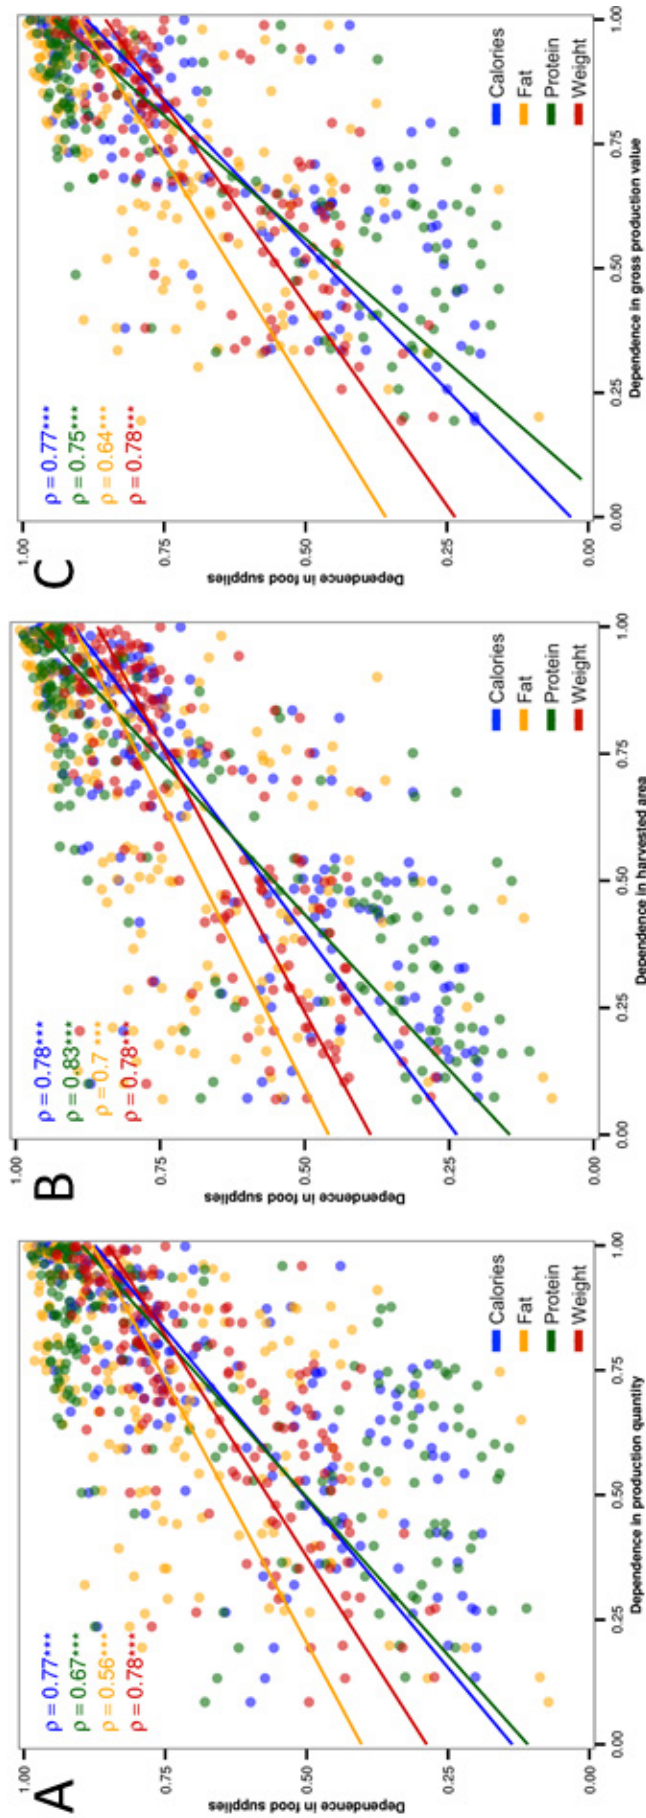 A
ρ = 0.77***
ρ = 0.67***
ρ = 0.56***
ρ = 0.78***
Dependence in food supplies
1.00
0.75
0.50
0.25
0.00
Calories
Fat
Protein
Weight
0.00 0.25 0.50 0.75 1.00
Dependence in production quantity
B
ρ = 0.78***
ρ = 0.83***
ρ = 0.7 ***
ρ = 0.78***
Dependence in food supplies
1.00
0.75
0.50
0.25
0.00
Calories
Fat
Protein
Weight
0.00 0.25 0.50 0.75 1.00
Dependence in harvested area
C
ρ = 0.77***
ρ = 0.75***
ρ = 0.64***
ρ = 0.78***
Dependence in food supplies
1.00
0.75
0.50
0.25
0.00
Calories
Fat
Protein
Weight
0.00 0.25 0.50 0.75 1.00
Dependence in gross production value